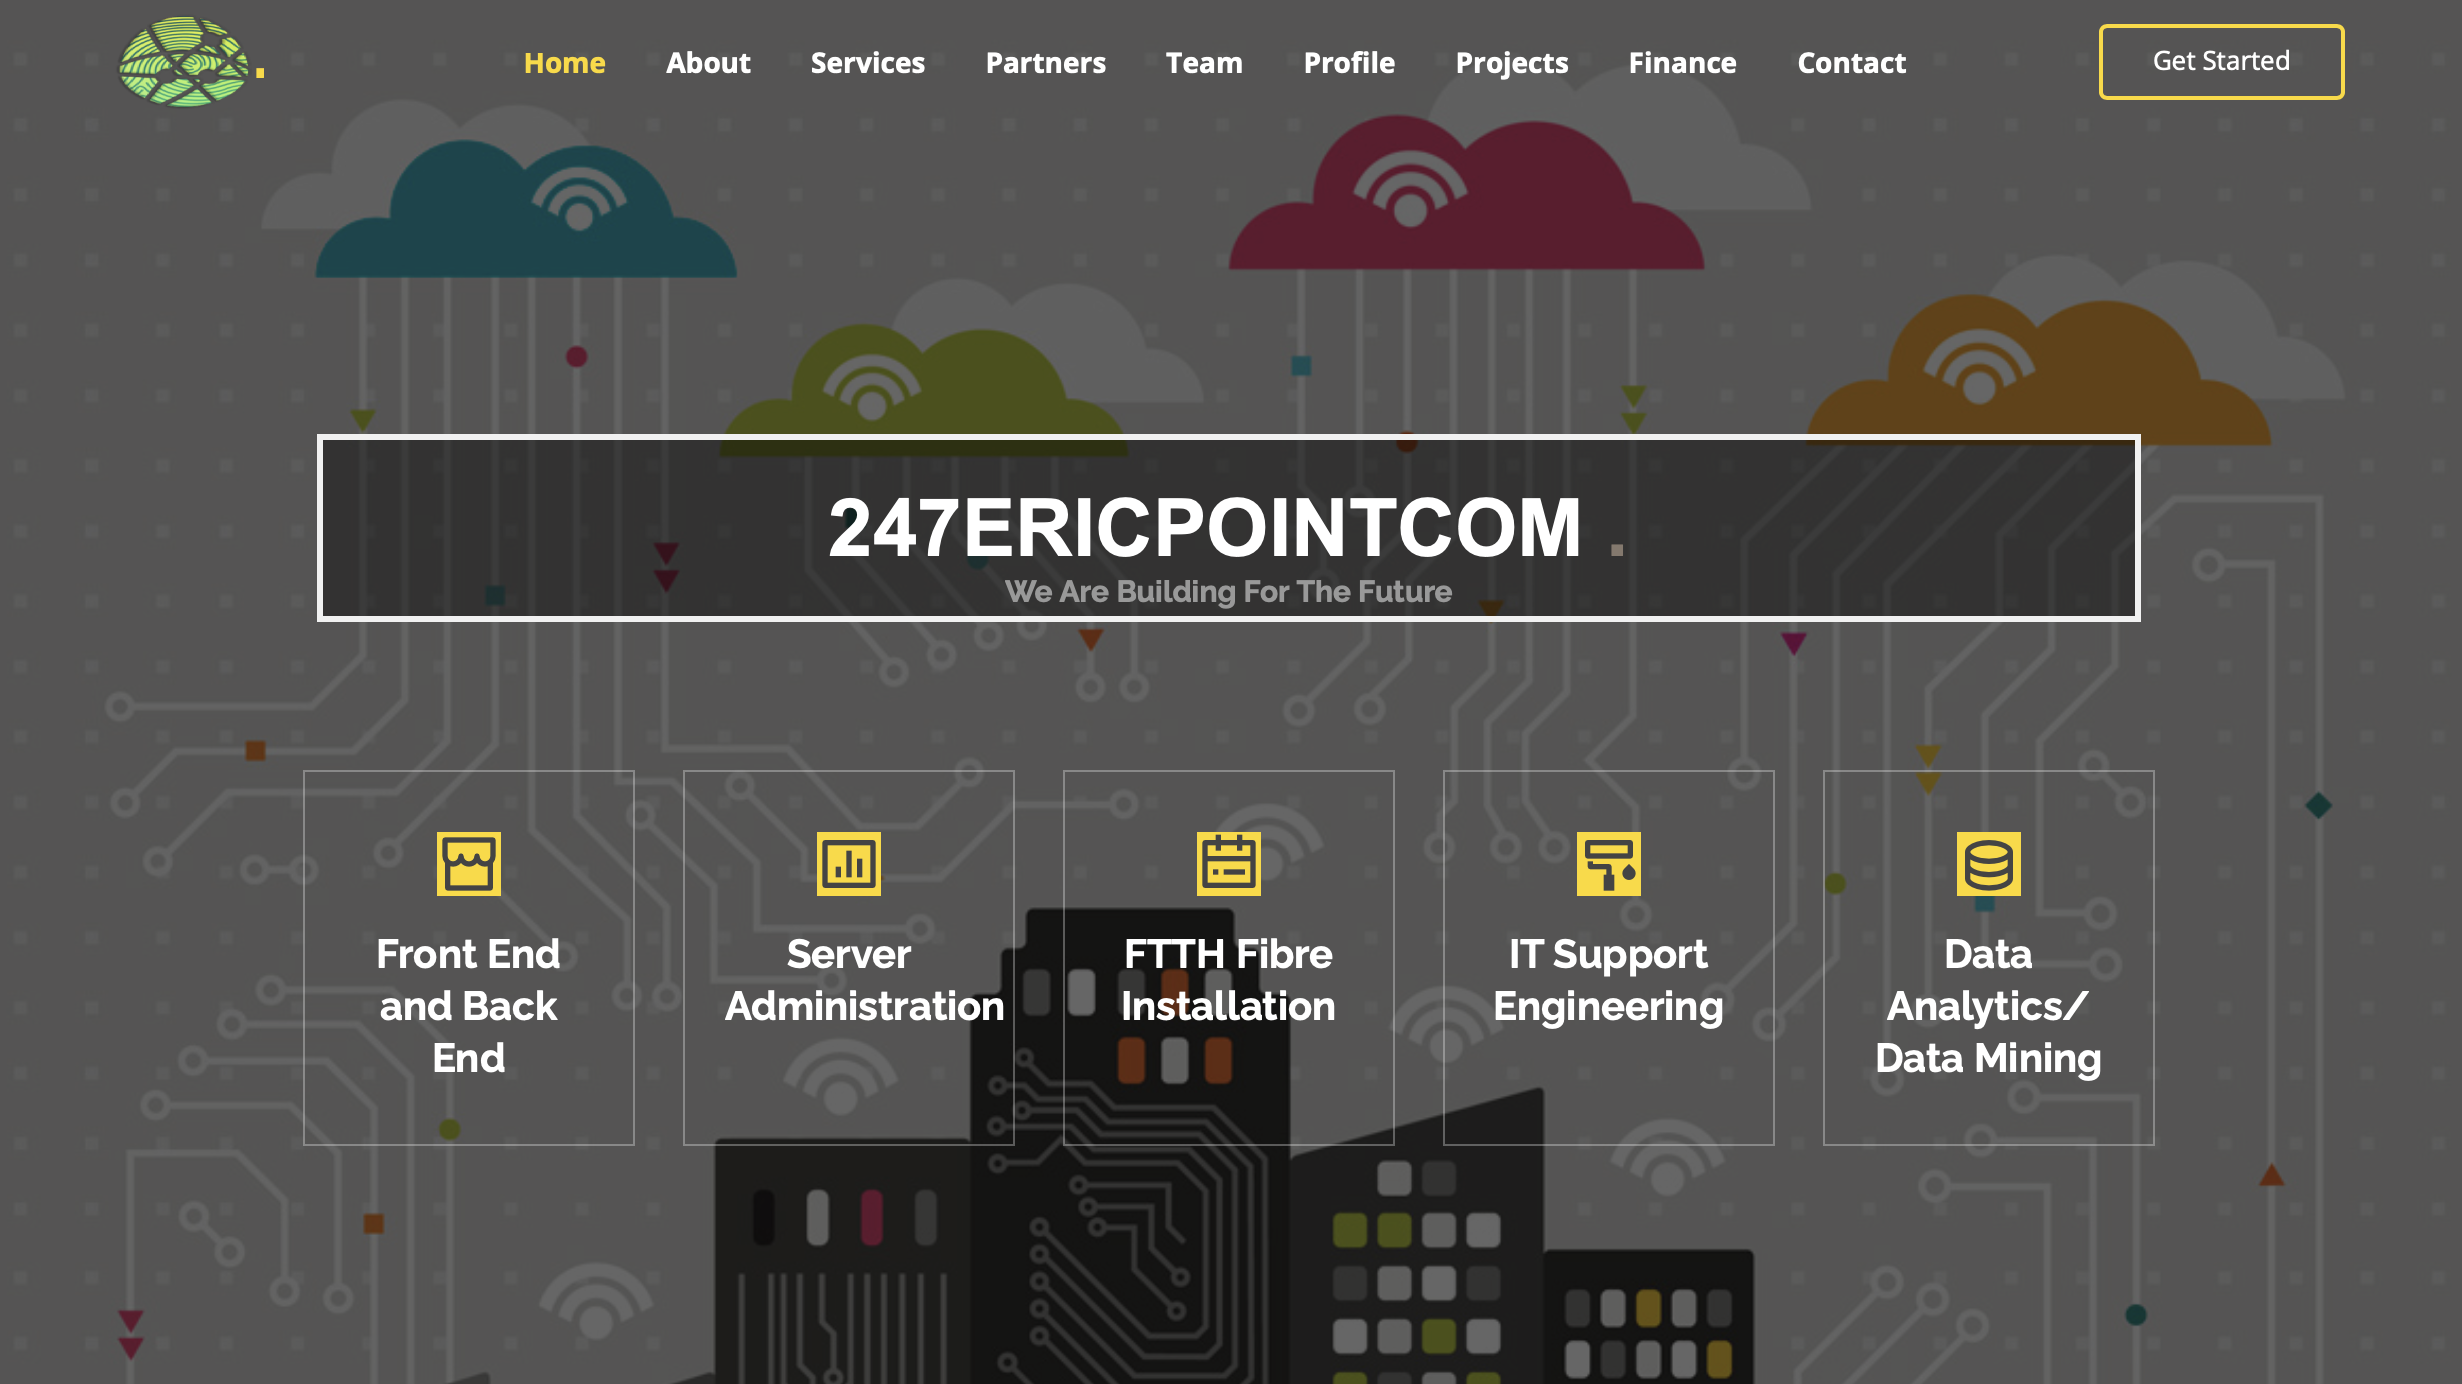 Home About Services Partners Team Profile Projects Finance Contact Get Started
247ERICPOINTCOM .
We Are Building For The Future
Front End
and Back
End
Server
Administration
FTTH Fibre
Installation
IT Support
Engineering
Data
Analytics/
Data Mining